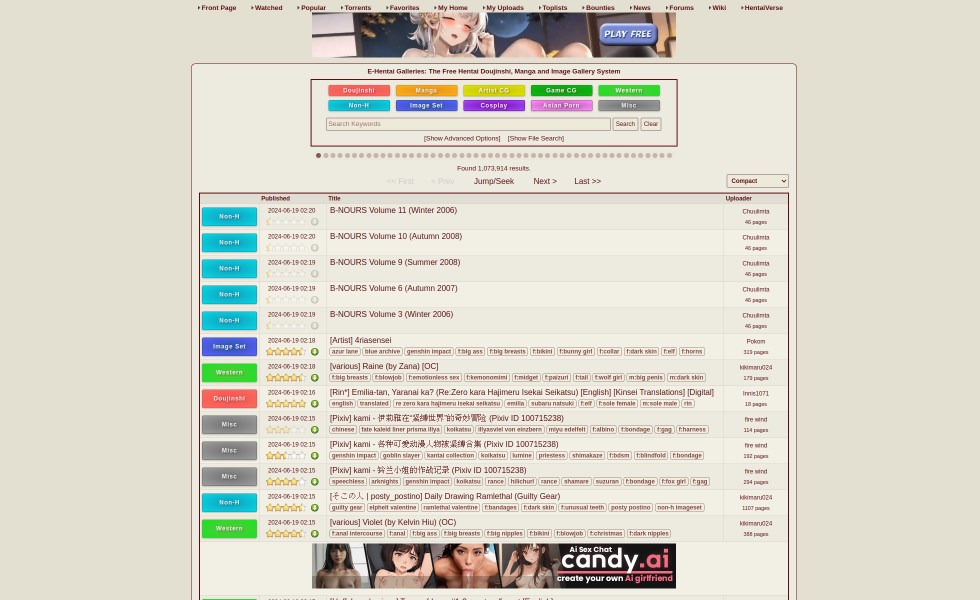 Front Page Watched Popular Torrents Favorites My Home My Uploads Toplists Bounties News Forums Wiki HentaiVerse
PLAY FREE
E-Hentai Galleries: The Free Hentai Doujinshi, Manga and Image Gallery System
Doujinshi Manga Artist CG Game CG Western
Non-H Image Set Cosplay Asian Porn Misc
Search Keywords Search Clear
[Show Advanced Options] [Show File Search]
Found 1,073,914 results.
<< First < Prev Jump/Seek Next > Last >> Compact
Published Title Uploader
Non-H 2024-06-19 02:20 B-NOURS Volume 11 (Winter 2006) Chuulimta
46 pages
Non-H 2024-06-19 02:20 B-NOURS Volume 10 (Autumn 2008) Chuulimta
46 pages
Non-H 2024-06-19 02:19 B-NOURS Volume 9 (Summer 2008) Chuulimta
46 pages
Non-H 2024-06-19 02:19 B-NOURS Volume 6 (Autumn 2007) Chuulimta
46 pages
Non-H 2024-06-19 02:19 B-NOURS Volume 3 (Winter 2006) Chuulimta
46 pages
Image Set 2024-06-19 02:18 [Artist] 4riasensei Pokom
azur lane blue archive genshin impact f:big ass f:big breasts f:bikini f:bunny girl f:collar f:dark skin f:elf f:horns 319 pages
Western 2024-06-19 02:18 [various] Raine (by Zana) [OC] kikimaru024
f:big breasts f:blowjob f:emotionless sex f:kemonomimi f:midget f:paizuri f:tail f:wolf girl m:big penis m:dark skin 179 pages
Doujinshi 2024-06-19 02:16 [Rin*] Emilia-tan, Yaranai ka? (Re:Zero kara Hajimeru Isekai Seikatsu) [English] [Kinsei Translations] [Digital] Innis1071
english translated re zero kara hajimeru isekai seikatsu emilia subaru natsuki f:elf f:sole female m:sole male rin 18 pages
Misc 2024-06-19 02:15 [Pixiv] kami - 伊莉雅在“紧缚世界”的奇妙冒险 (Pixiv ID 100715238) fire wind
chinese fate kaleid liner prisma illya koikatsu illyasviel von einzbern miyu edelfelt f:albino f:bondage f:gag f:harness 114 pages
Misc 2024-06-19 02:15 [Pixiv] kami - 各种可爱动漫人物被紧缚合集 (Pixiv ID 100715238) fire wind
genshin impact goblin slayer kantai collection koikatsu lumine priestess shimakaze f:bdsm f:blindfold f:bondage 192 pages
Misc 2024-06-19 02:15 [Pixiv] kami - 铃兰小姐的作战记录 (Pixiv ID 100715238) fire wind
speechless arknights genshin impact koikatsu rance hilichurl rance shamare suzuran f:bondage f:fox girl f:gag 294 pages
Non-H 2024-06-19 02:15 [そこの人 | posty_postino] Daily Drawing Ramlethal (Guilty Gear) kikimaru024
guilty gear elphelt valentine ramlethal valentine f:bandages f:dark skin f:unusual teeth posty postino non-h imageset 1107 pages
Western 2024-06-19 02:15 [various] Violet (by Kelvin Hiu) (OC) kikimaru024
f:anal intercourse f:anal f:big ass f:big breasts f:big nipples f:bikini f:blowjob f:christmas f:dark nipples 388 pages
Ai Sex Chat
candy.ai
create your own Ai girlfriend